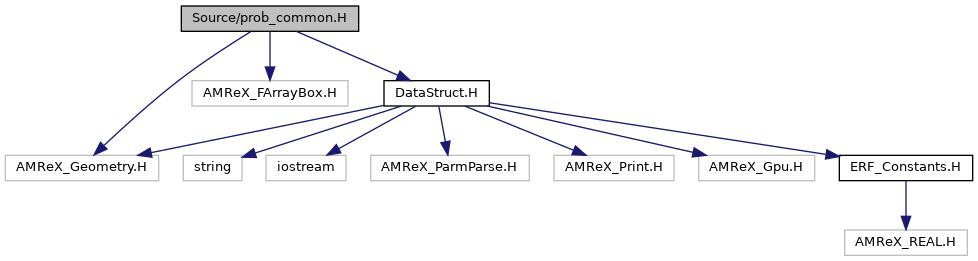 Source/prob_common.H
AMReX_FArrayBox.H
DataStruct.H
AMReX_Geometry.H
string
iostream
AMReX_ParmParse.H
AMReX_Print.H
AMReX_Gpu.H
ERF_Constants.H
AMReX_REAL.H